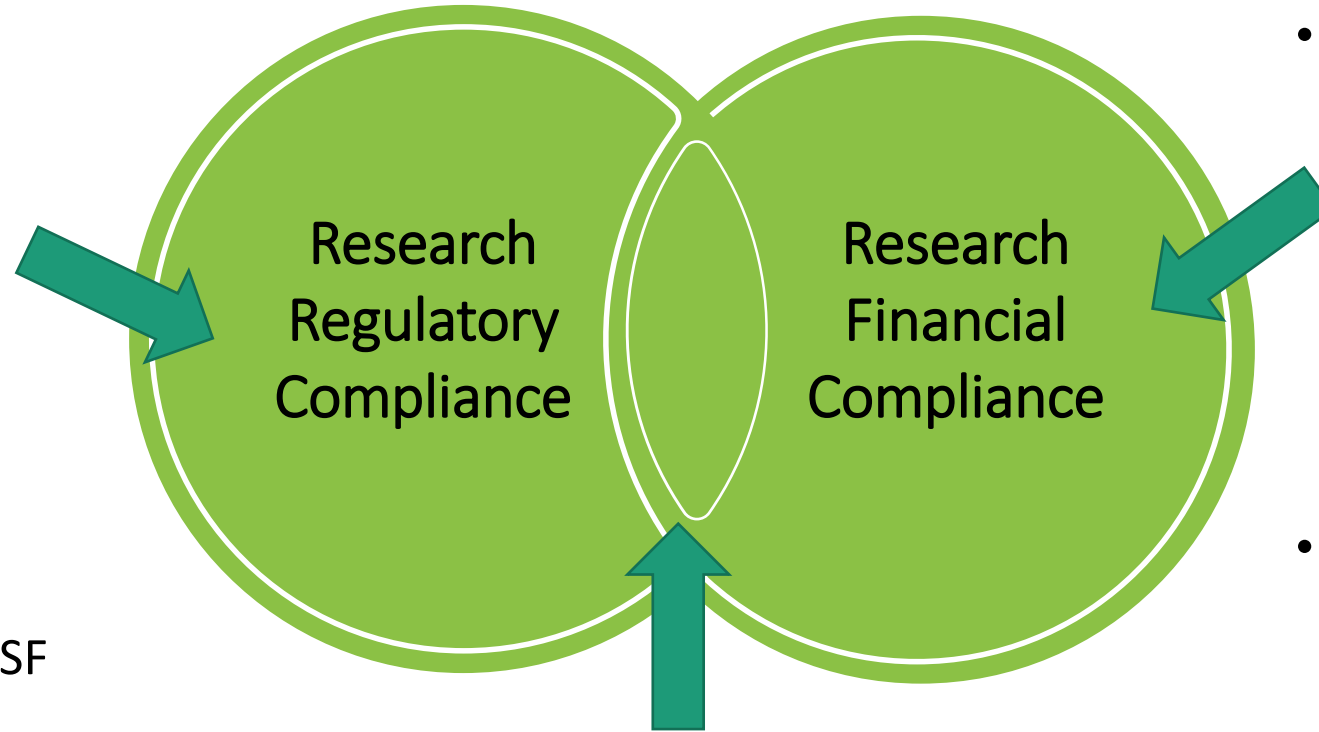 Research
Regulatory
Compliance
Research
Financial
Compliance
•
•
SF